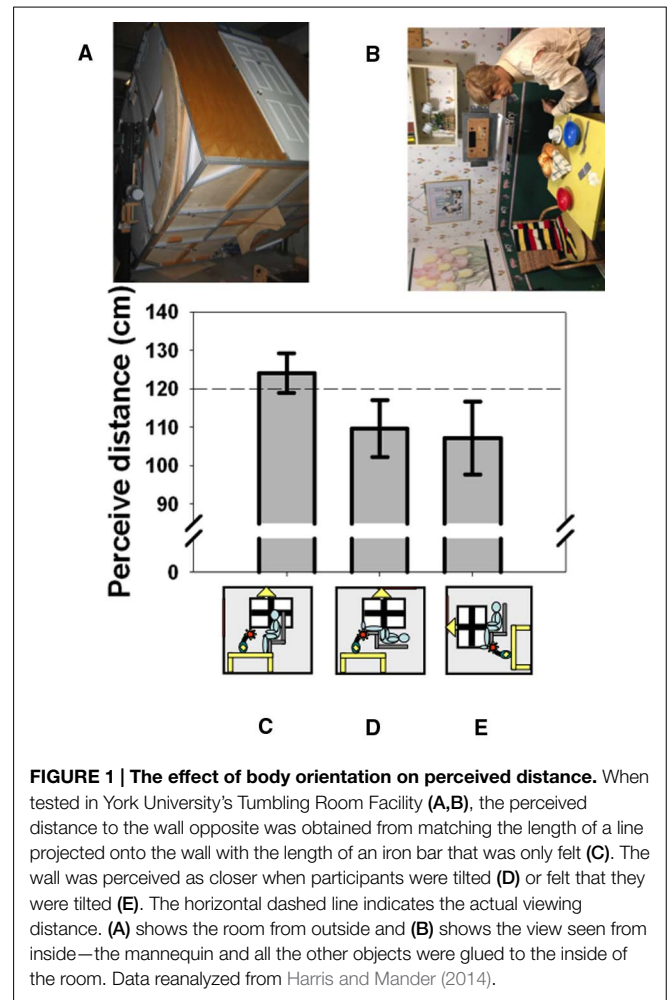 A
B
Perceive distance (cm)
140
130
120
110
100
90
0
C
D
E
FIGURE 1 | The effect of body orientation on perceived distance. When
tested in York University's Tumbling Room Facility (A,B), the perceived
distance to the wall opposite was obtained from matching the length of a line
projected onto the wall with the length of an iron bar that was only felt (C). The
wall was perceived as closer when participants were tilted (D) or felt that they
were tilted (E). The horizontal dashed line indicates the actual viewing
distance. (A) shows the room from outside and (B) shows the view seen from
inside—the mannequin and all the other objects were glued to the inside of
the room. Data reanalyzed from Harris and Mander (2014).